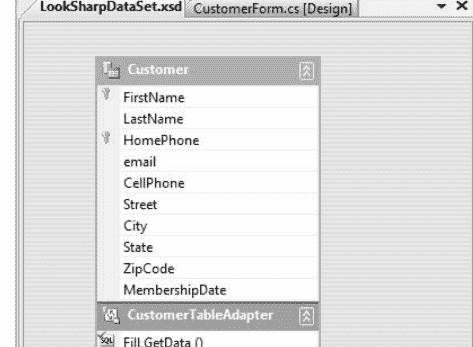 LookSharpDataSet.xsd CustomerForm.cs [Design]
Customer
FirstName
LastName
HomePhone
email
CellPhone
Street
City
State
ZipCode
MembershipDate
CustomerTableAdapter
SQL Fill,GetData ()